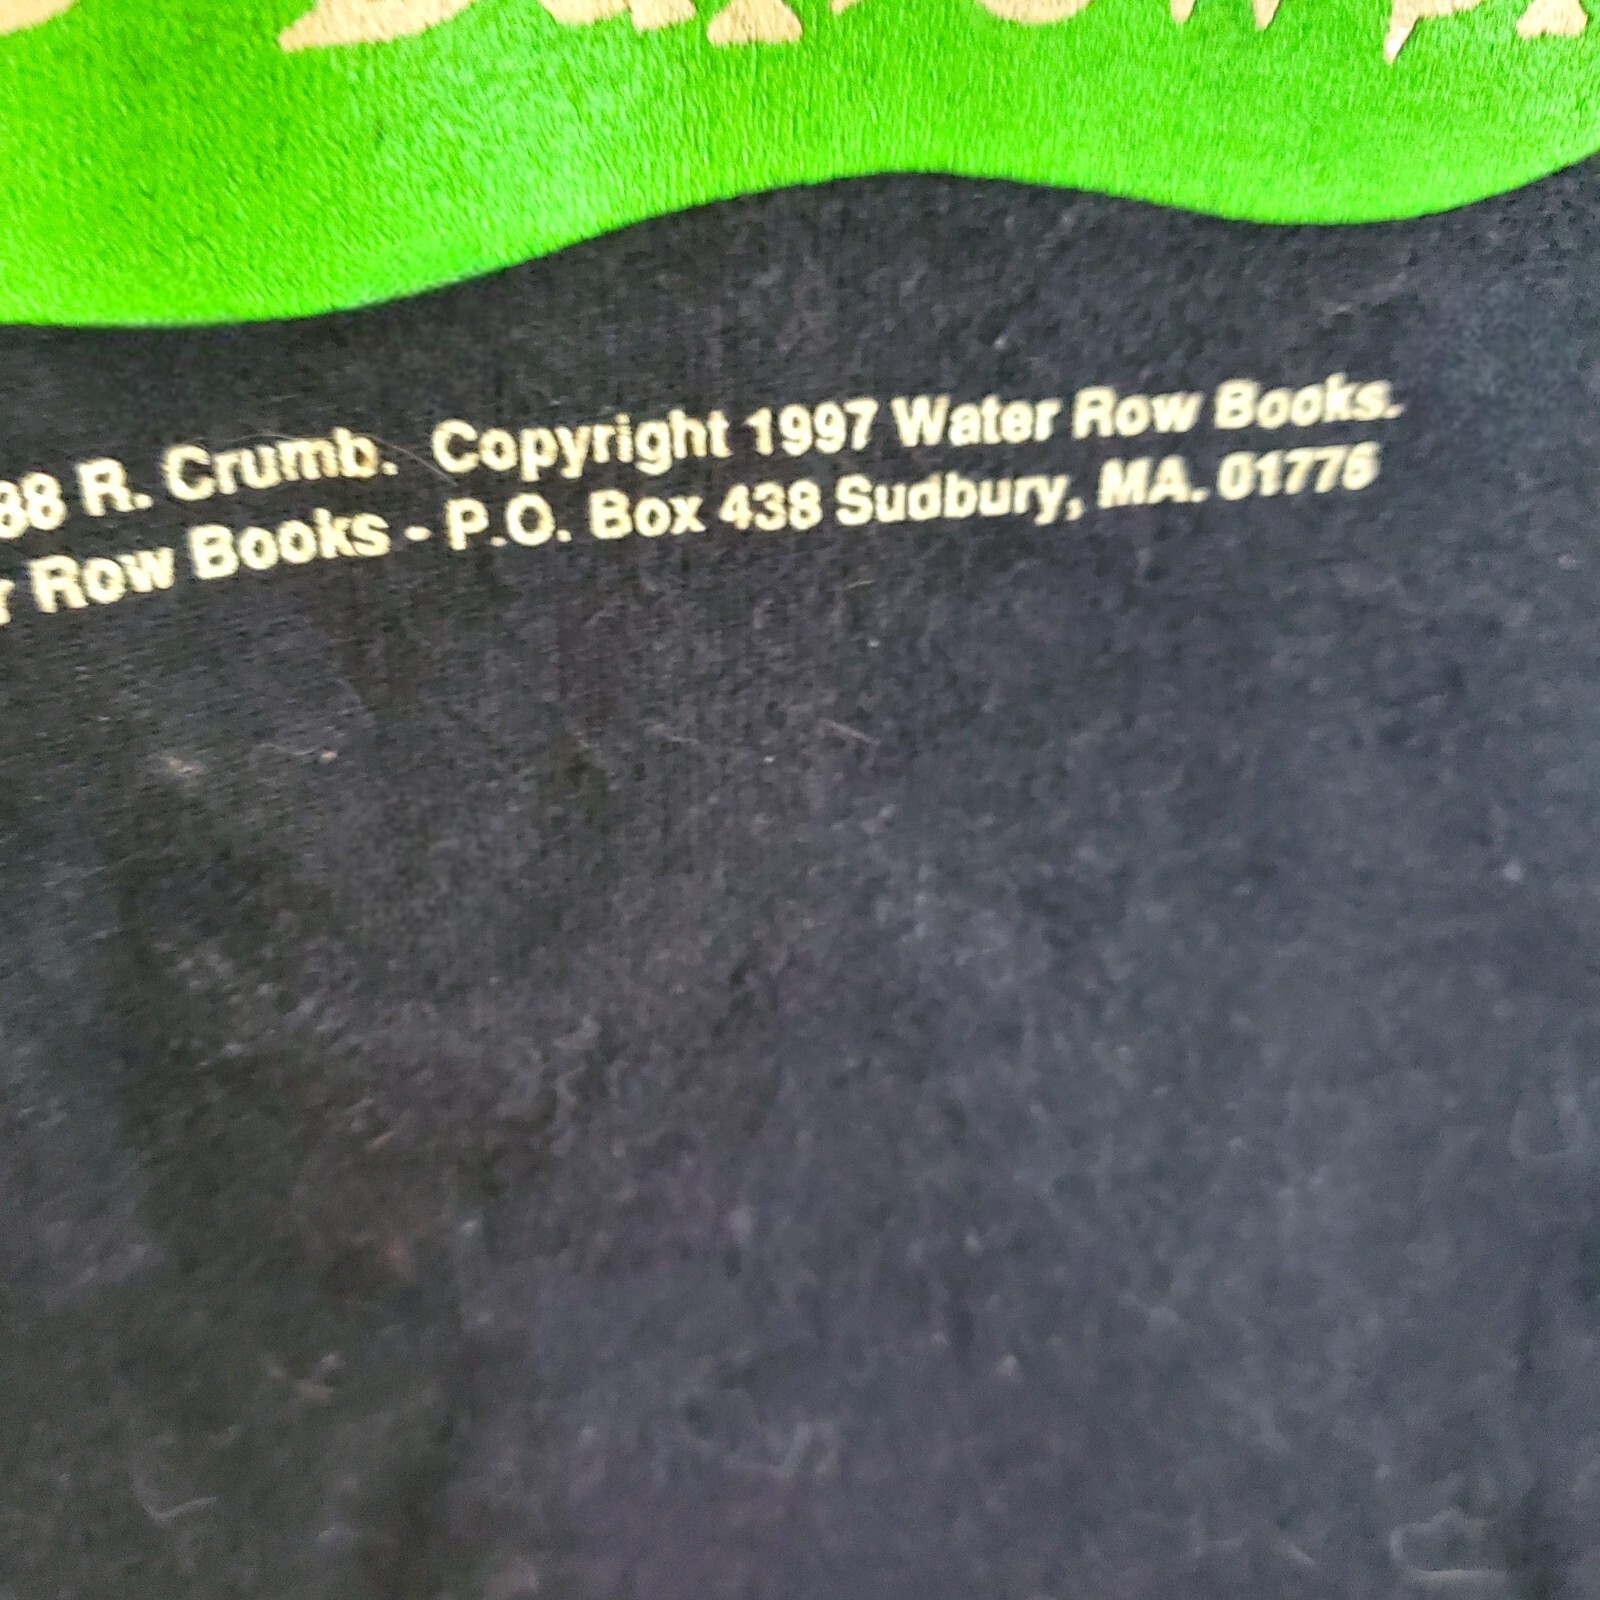 88 R. Crumb. Copyright 1997 Water Row Books.
r Row Books - P.O. Box 438 Sudbury, MA. 01776